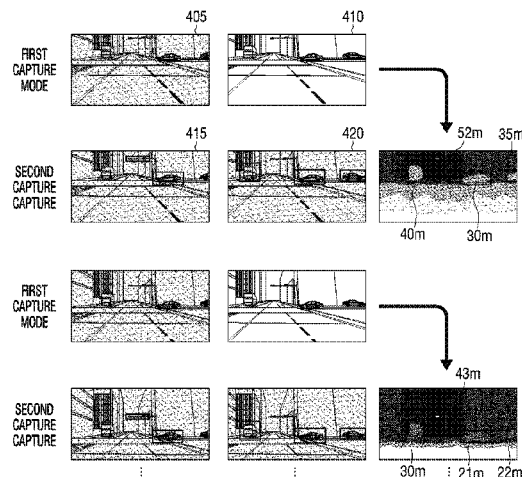 405
410
FIRST
CAPTURE
MODE
415
420
52m
35m
SECOND
CAPTURE
CAPTURE
40m
30m
FIRST
CAPTURE
MODE
43m
SECOND
CAPTURE
CAPTURE
30m
21m
22m